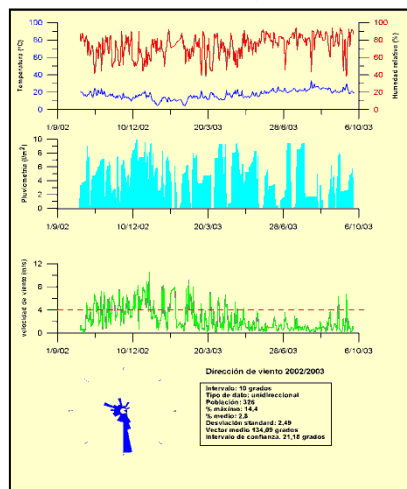 Temperatura (°C)
100
80
60
40
20
0
100
80
60
40
20
0
Humedad relativa (%)
1/9/02 10/12/02 20/3/03 28/6/03 6/10/03
Pluviometro (l/m²)
10
8
6
4
2
0
1/9/02 10/12/02 20/3/03 28/6/03 6/10/03
velocidad de viento (m/s)
12
8
4
0
1/9/02 10/12/02 20/3/03 28/6/03 6/10/03
Dirección de viento 2002/2003
Intervalo: 10 grados
Tipo de dato: unidireccional
Población: 326
% máximo: 14,4
% medio: 2,8
Desviación standard: 2,49
Vector medio 134,09 grados
Intervalo de confianza: 21,18 grados